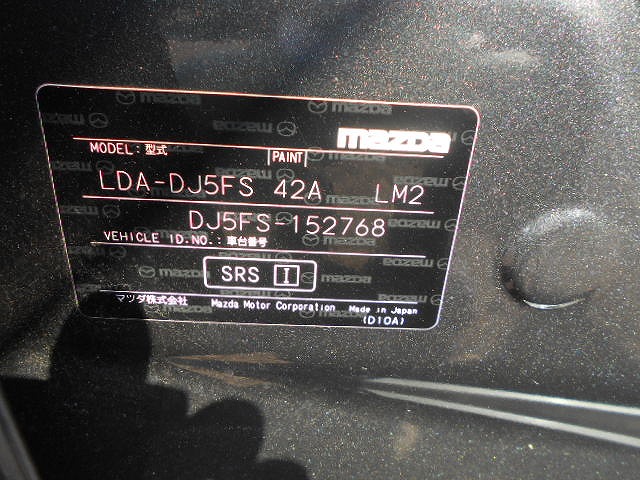 mazda
MODEL: 型式 PAINT
LDA-DJ5FS 42A LM2
DJ5FS-152768
VEHICLE ID.NO.: 車台番号
SRS I
マツダ株式会社 Mazda Motor Corporation Made in Japan
(D10A)